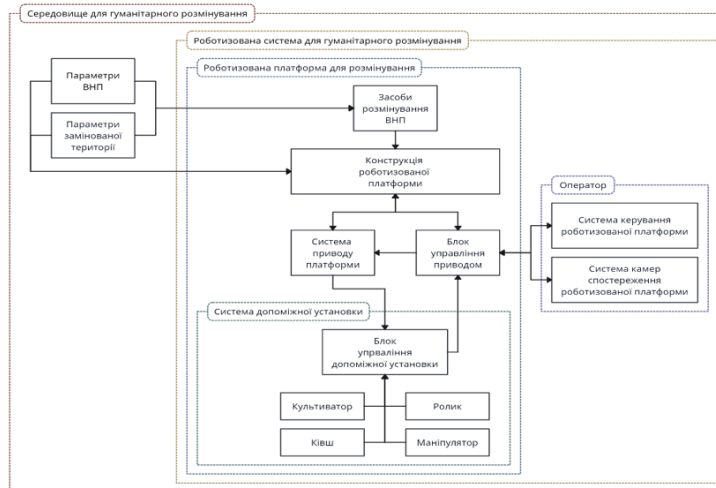 Середовище для гуманітарного розмінування
Роботизована система для гуманітарного розмінування
Роботизована платформа для розмінування
Параметри
ВНП
Параметри
замінованої
території
Засоби
розмінування
ВНП
Конструкція
роботизованої
платформи
Система
приводу
платформи
Блок
управління
приводом
Оператор
Система керування
роботизованої платформи
Система камер
спостереження
роботизованої платформи
Система допоміжної установки
Блок
упрваління
допоміжної установки
Культиватор
Ролик
Ківш
Маніпулятор